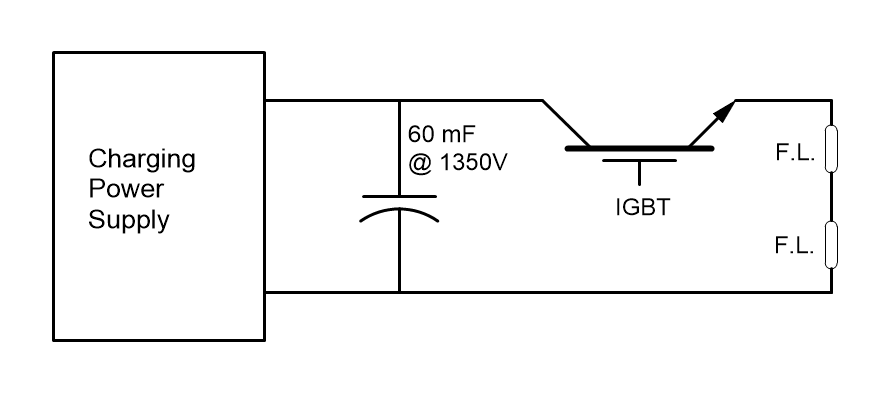 Charging
Power
Supply
60 mF
@ 1350V
IGBT
F.L.
F.L.